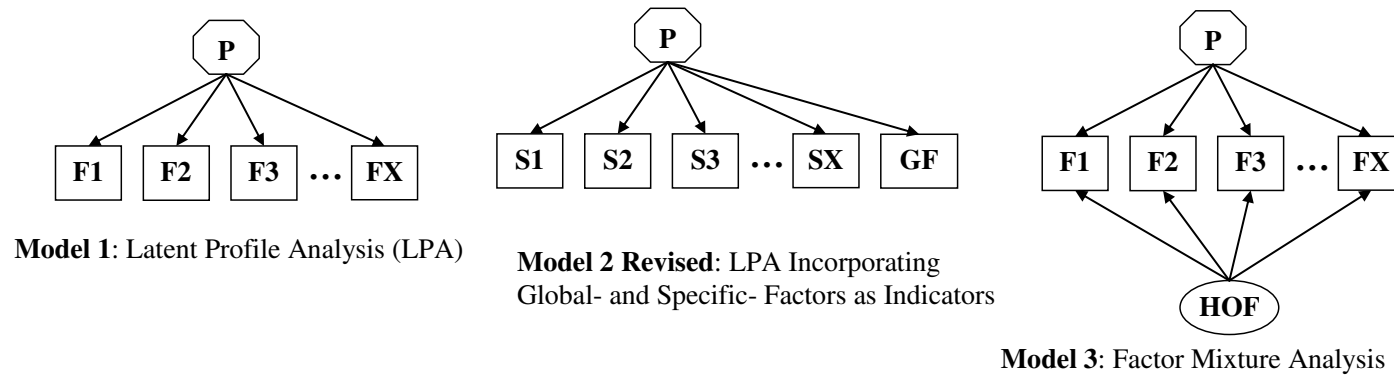 P
F1 F2 F3 ... FX
Model 1: Latent Profile Analysis (LPA)
P
S1 S2 S3 ... SX GF
Model 2 Revised: LPA Incorporating
Global- and Specific- Factors as Indicators
P
F1 F2 F3 ... FX
HOF
Model 3: Factor Mixture Analysis